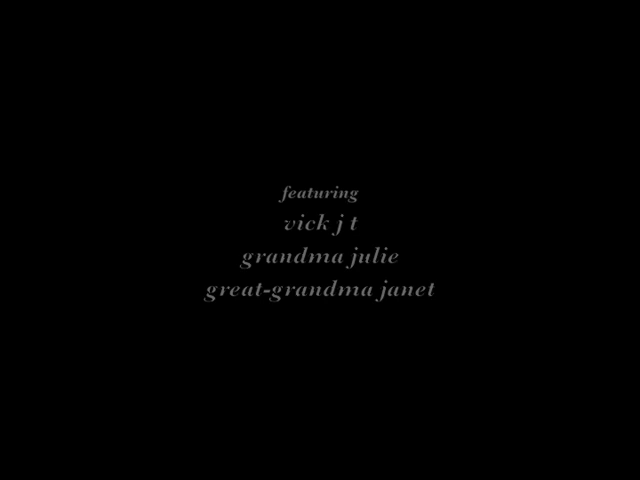 featuring
vick j t
grandma julie
great-grandma janet